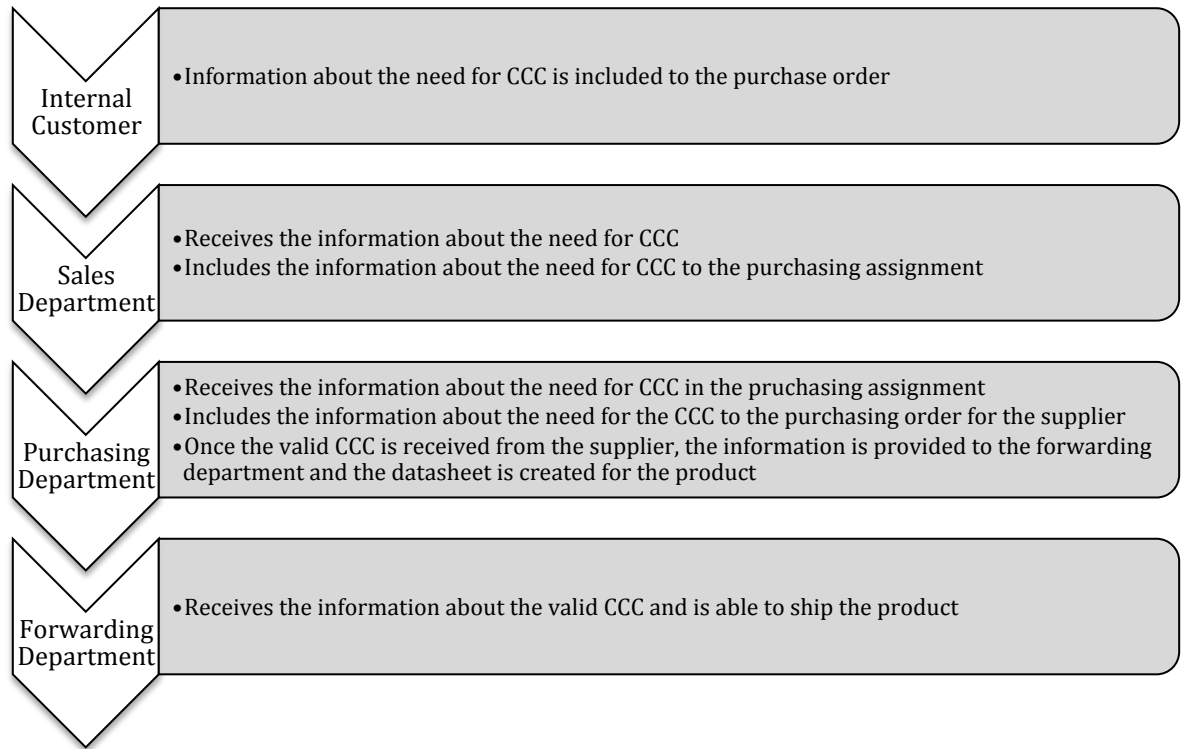 Internal
Customer
•Information about the need for CCC is included to the purchase order
Sales
Department
•Receives the information about the need for CCC
•Includes the information about the need for CCC to the purchasing assignment
Purchasing
Department
•Receives the information about the need for CCC in the pruchasing assignment
•Includes the information about the need for the CCC to the purchasing order for the supplier
•Once the valid CCC is received from the supplier, the information is provided to the forwarding
department and the datasheet is created for the product
Forwarding
Department
•Receives the information about the valid CCC and is able to ship the product